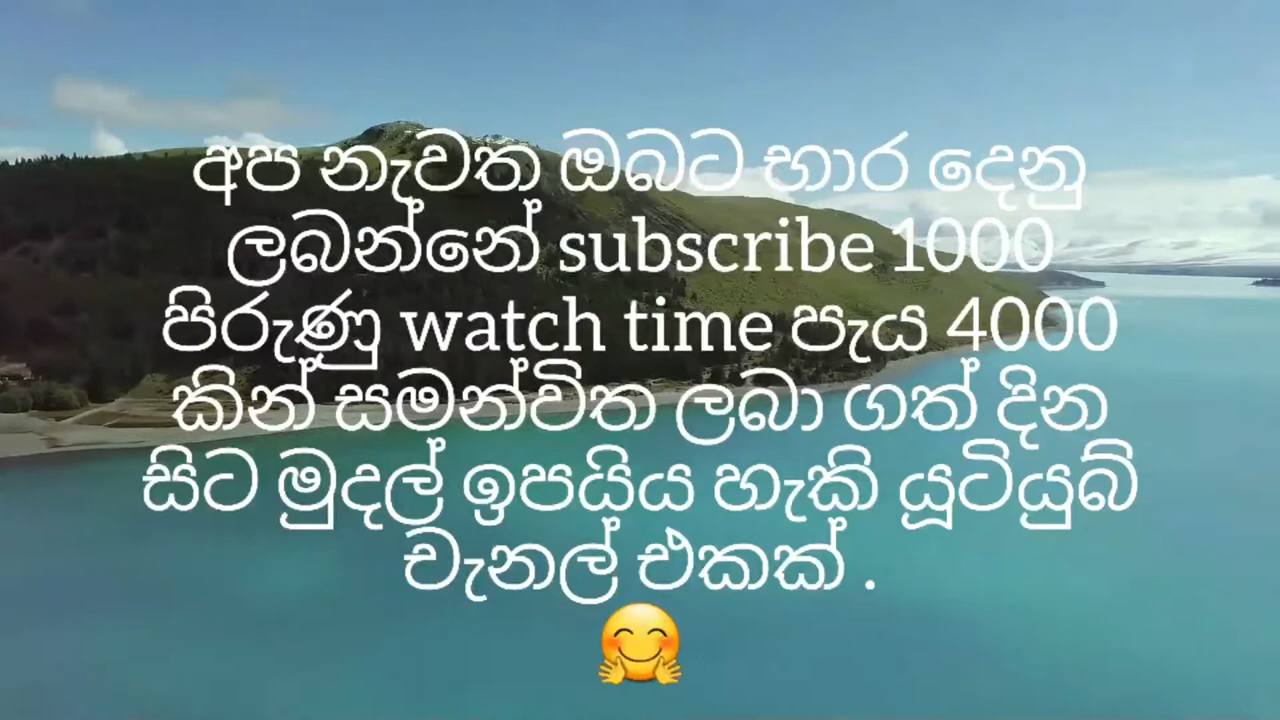 අප නැවත ඔබට භාර දෙනු
ලබන්නේ subscribe 1000
පිරුණු watch time පැය 4000
කින් සමන්විත ලබා ගත් දින
සිට මුදල් ඉපයිය හැකි යූටියුබ්
චැනල් එකක් .
🤗